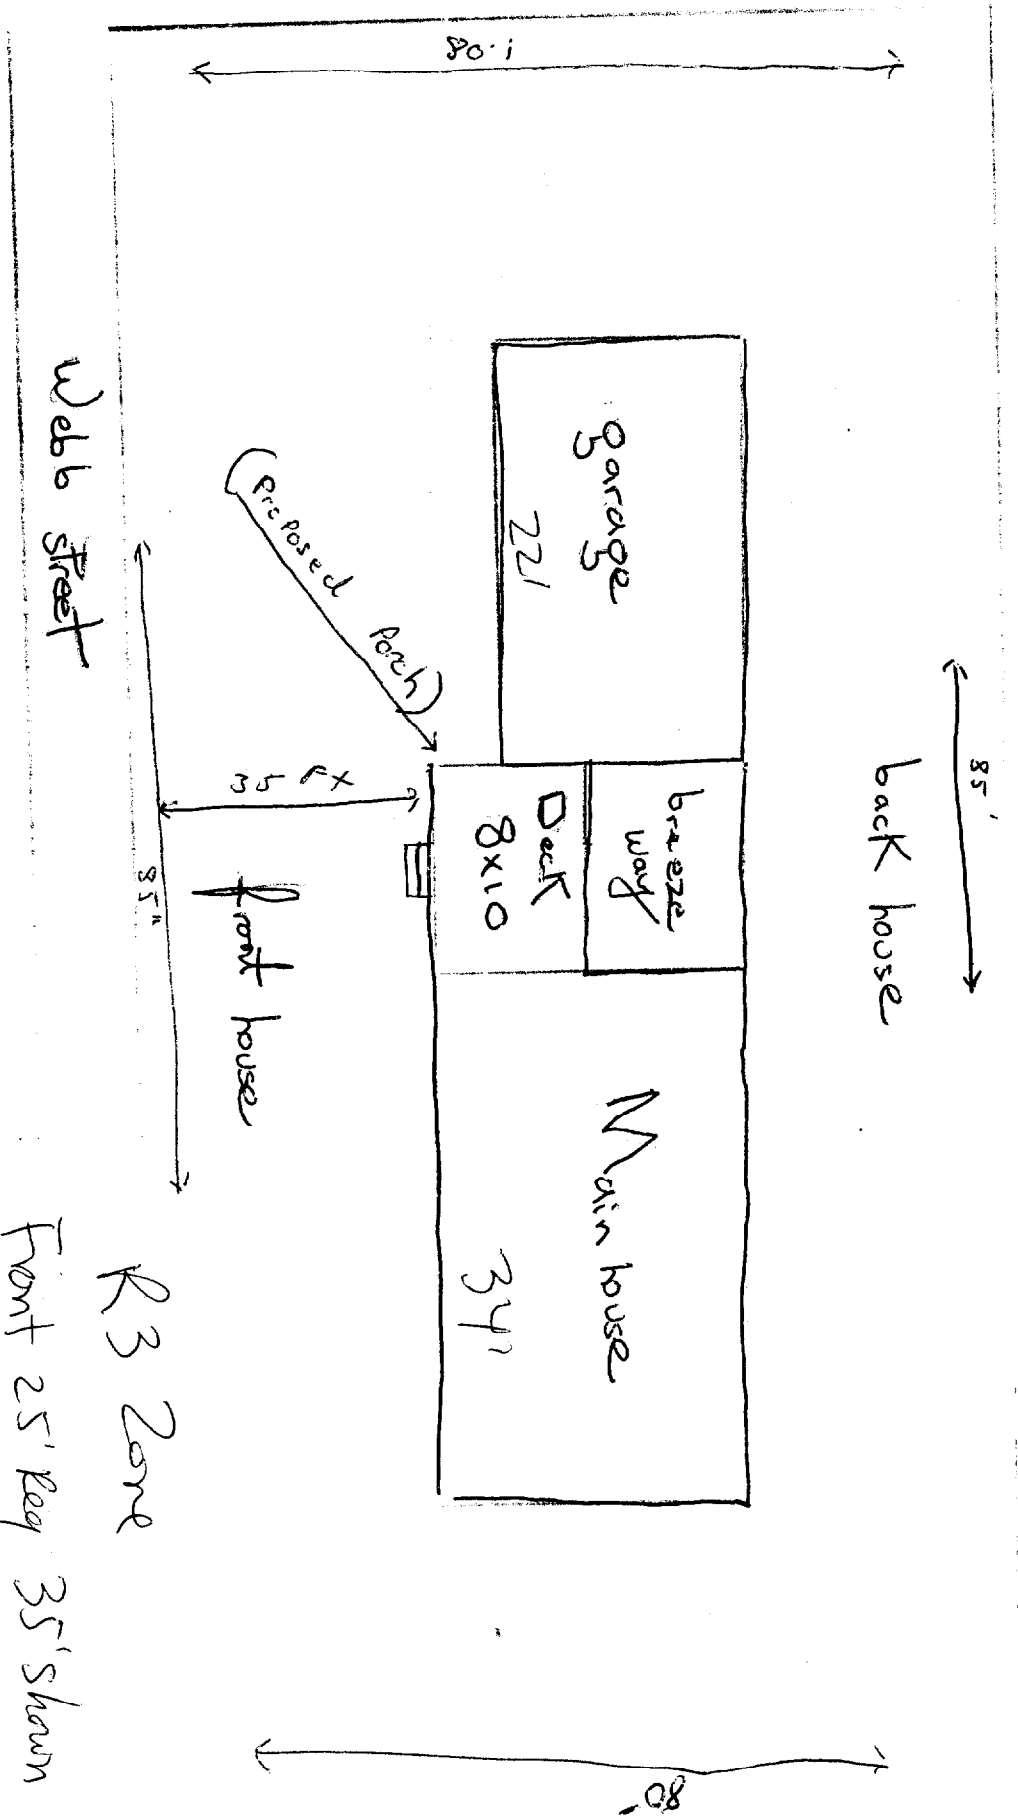 80.1
85'
back house
garage
22'
breeze
way
Main house
34'
Deck
8x10
(Proposed Porch)
35 FX
front house
85"
Webb street
80'
R3 Zone
Front 25' Req 35' shown